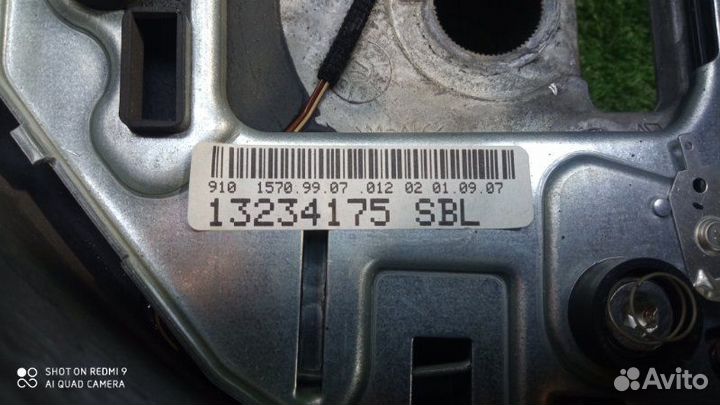 910 1570.99.07 .012 02 01.09.07
13234175 SBL
SHOT ON REDMI 9
AI QUAD CAMERA
Avito